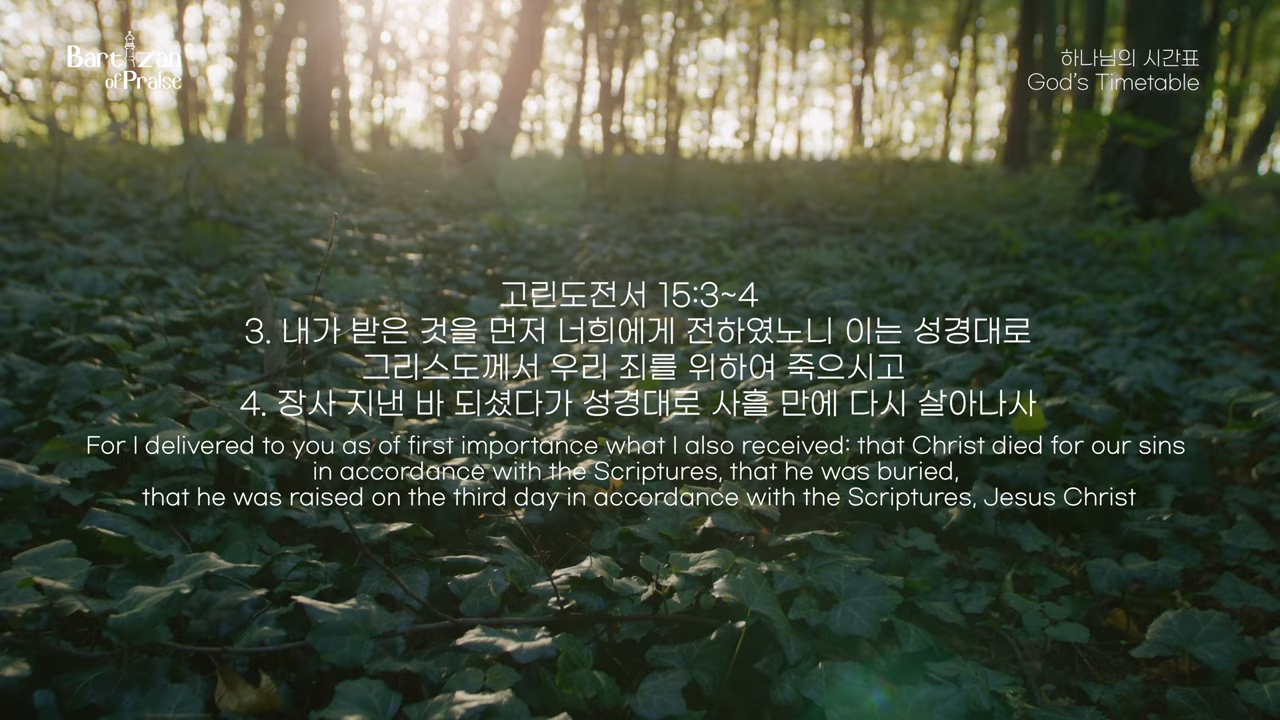 Bartizan
of Praise
하나님의 시간표
God's Timetable
고린도전서 15:3~4
3. 내가 받은 것을 먼저 너희에게 전하였노니 이는 성경대로
그리스도께서 우리 죄를 위하여 죽으시고
4. 장사 지낸 바 되셨다가 성경대로 사흘 만에 다시 살아나사
For I delivered to you as of first importance what I also received: that Christ died for our sins
in accordance with the Scriptures, that he was buried,
that he was raised on the third day in accordance with the Scriptures, Jesus Christ